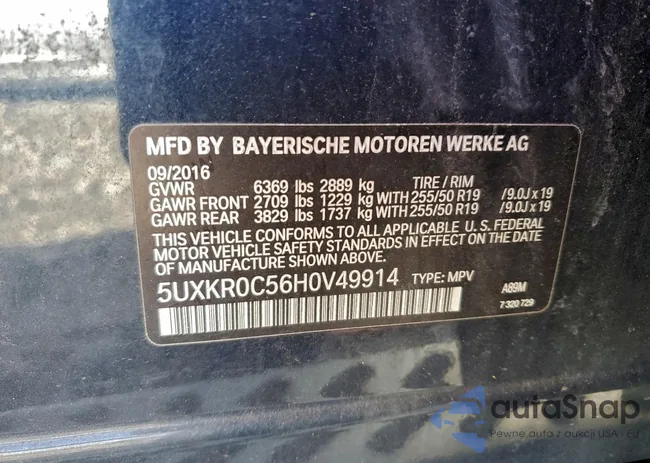 MFD BY BAYERISCHE MOTOREN WERKE AG
09/2016
GVWR 6369 lbs 2889 kg TIRE / RIM
GAWR FRONT 2709 lbs 1229 kg WITH 255/50 R19 /9.0J x 19
GAWR REAR 3829 lbs 1737 kg WITH 255/50 R19 /9.0J x 19
THIS VEHICLE CONFORMS TO ALL APPLICABLE U. S. FEDERAL
MOTOR VEHICLE SAFETY STANDARDS IN EFFECT ON THE
DATE OF MANUFACTURE SHOWN ABOVE.
5UXKR0C56H0V49914 TYPE: MPV A89M
7 320 729
autaSnap
Pewne auta z aukcji USA - EU